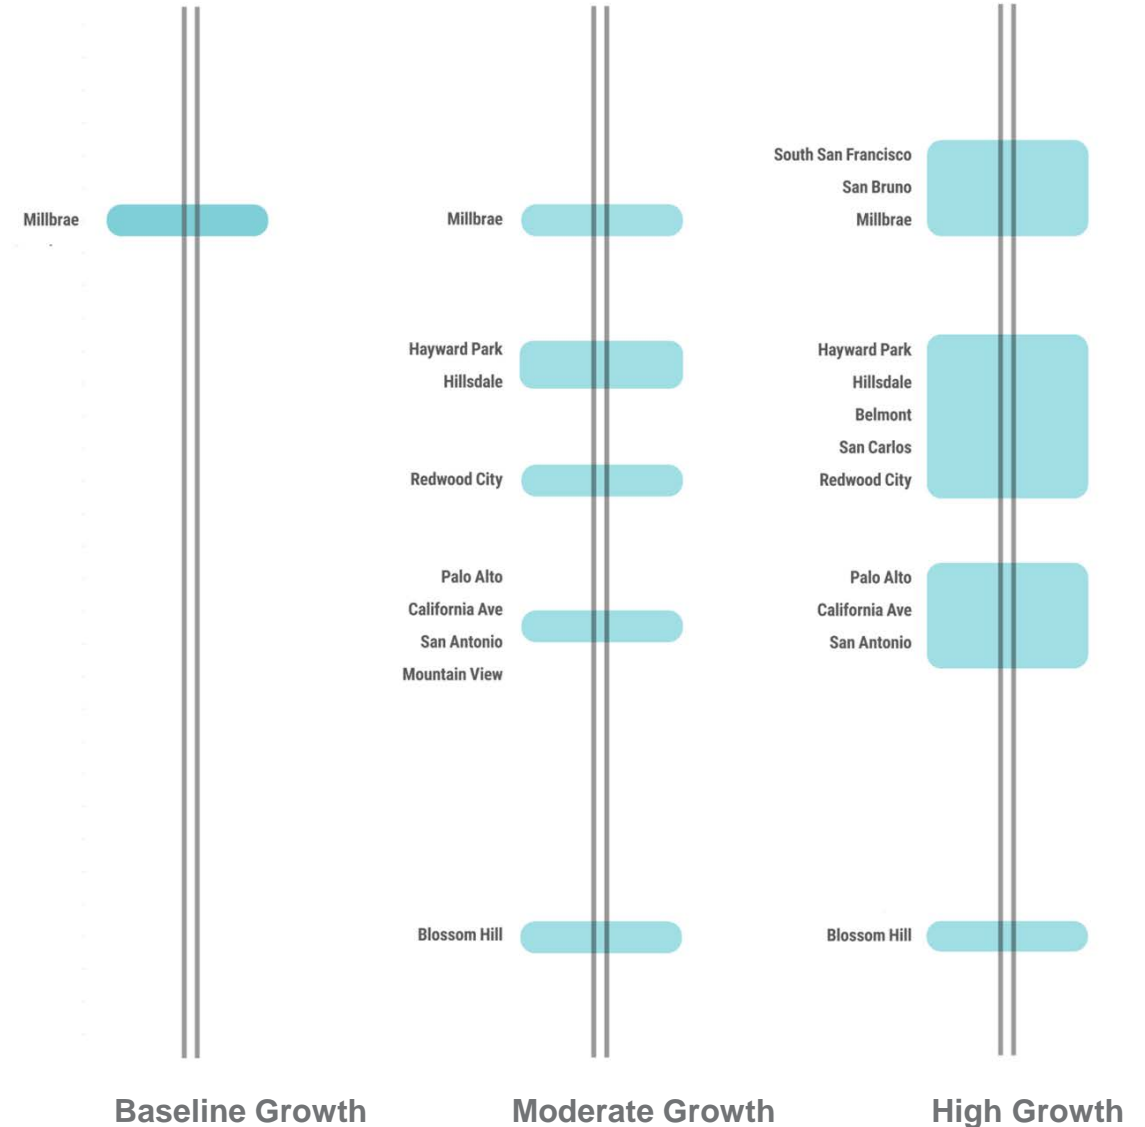 Millbrae
Millbrae
Hayward Park
Hillsdale
Redwood City
Palo Alto
California Ave
San Antonio
Mountain View
Blossom Hill
South San Francisco
San Bruno
Millbrae
Hayward Park
Hillsdale
Belmont
San Carlos
Redwood City
Palo Alto
California Ave
San Antonio
Blossom Hill
Baseline Growth
Moderate Growth
High Growth